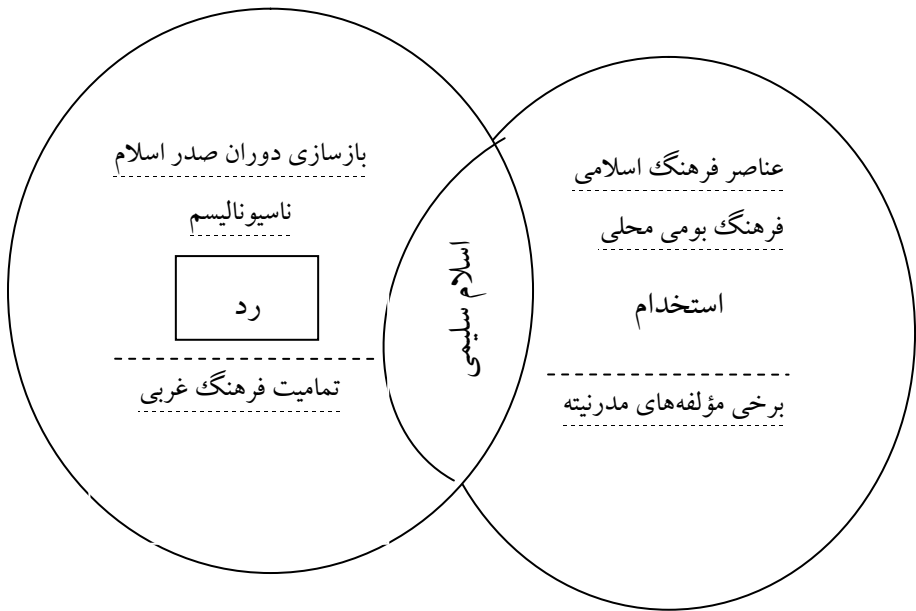 عناصر فرهنگ اسلامی
فرهنگ بومی محلی
استخدام
برخی مؤلفه‌های مدرنیته
اسلام سلیمی
بازسازی دوران صدر اسلام
ناسیونالیسم
رد
تمامیت فرهنگ غربی